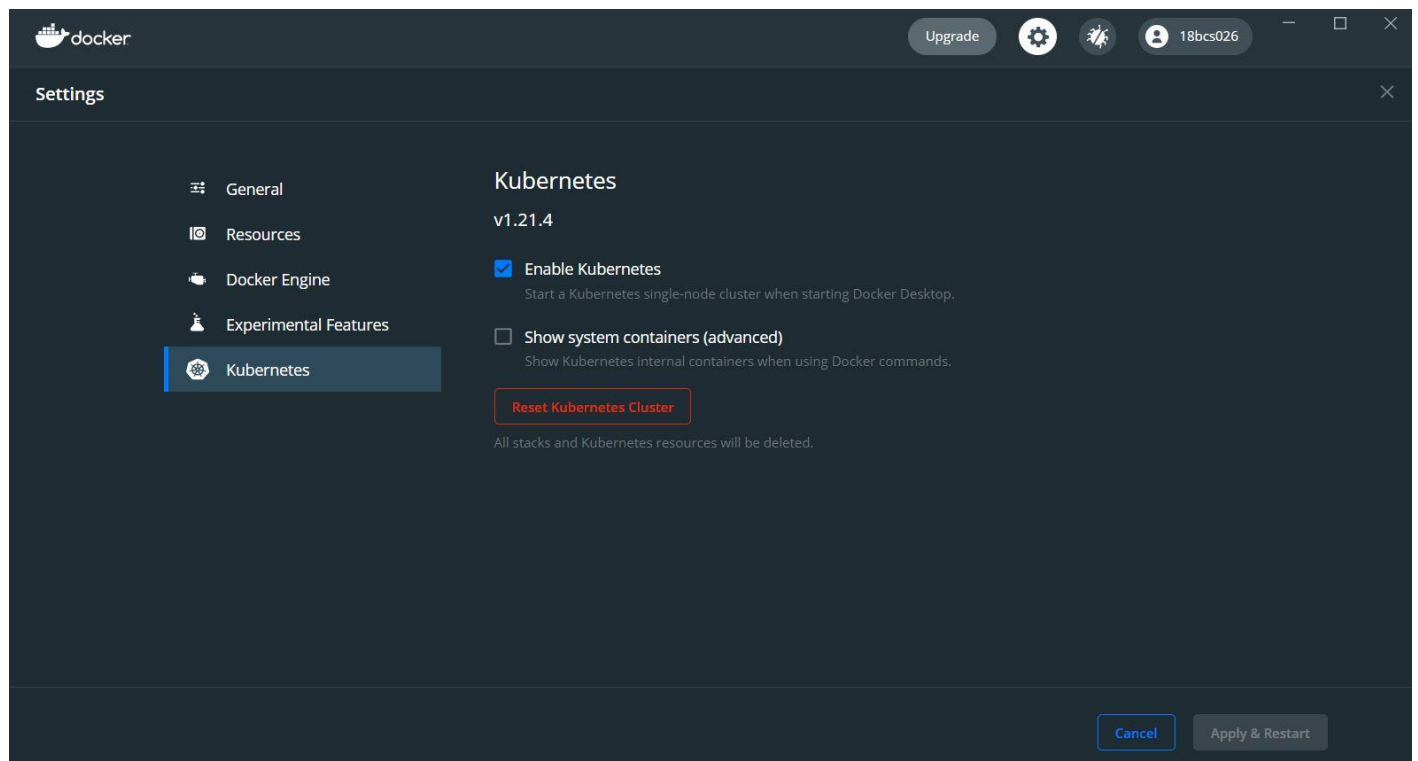 docker
Upgrade
18bcs026
Settings
General
Resources
Docker Engine
Experimental Features
Kubernetes
Kubernetes
v1.21.4
Enable Kubernetes
Start a Kubernetes single-node cluster when starting Docker Desktop.
Show system containers (advanced)
Show Kubernetes internal containers when using Docker commands.
Reset Kubernetes Cluster
All stacks and Kubernetes resources will be deleted.
Cancel
Apply & Restart